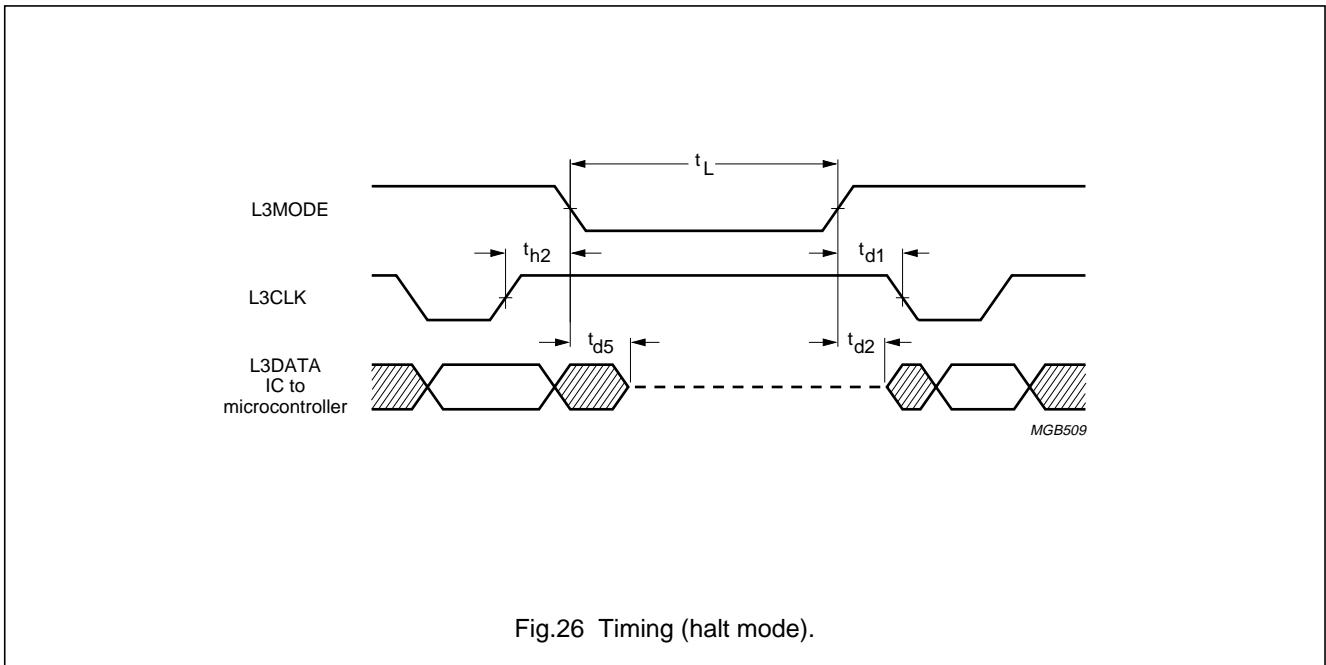 tL
L3MODE
th2
td1
L3CLK
td5
td2
L3DATA
IC to
microcontroller
MGB509
Fig.26 Timing (halt mode).